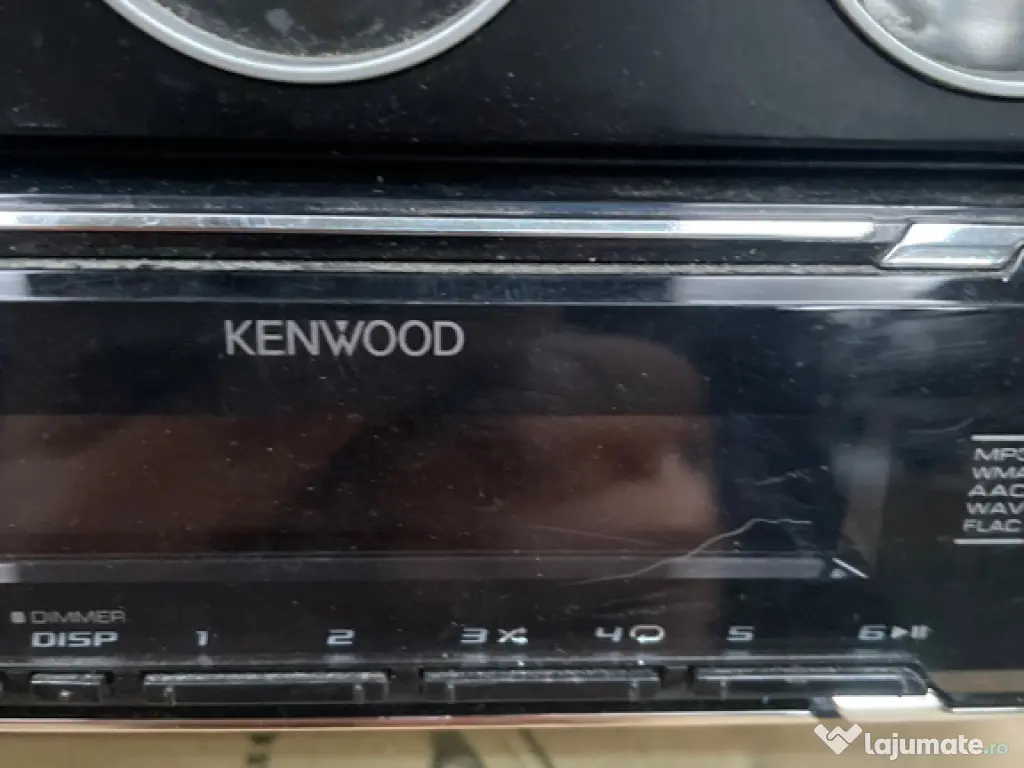 KENWOOD
MP3
WMA
AAC
WAV
FLAC
DIMMER
DISP 1 2 3 4 5 6
lajumate.ro